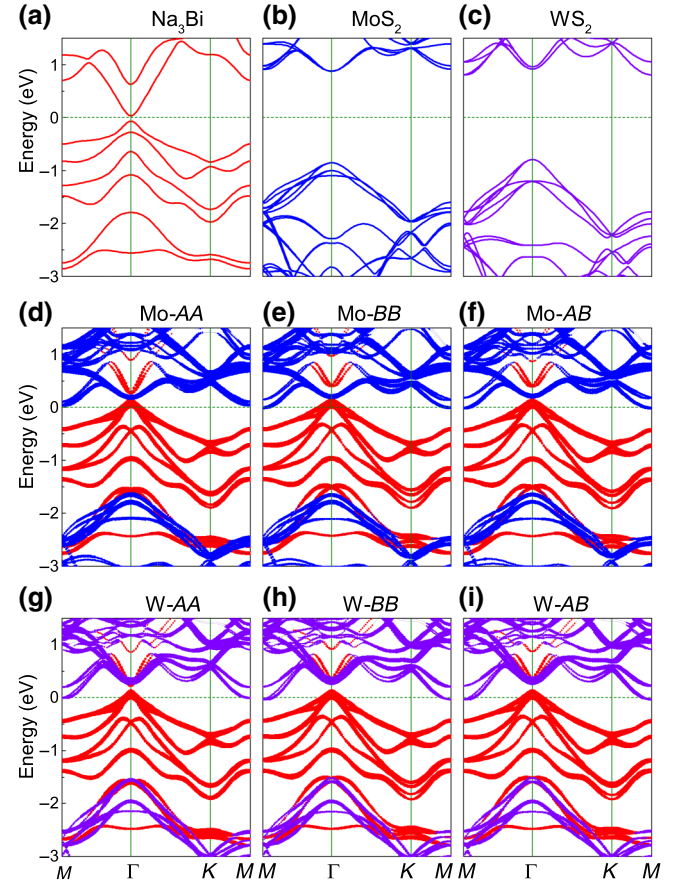 (a) Na₃Bi (b) MoS₂ (c) WS₂
Energy (eV)
1
0
−1
−2
−3
(d) Mo-AA (e) Mo-BB (f) Mo-AB
Energy (eV)
1
0
−1
−2
−3
(g) W-AA (h) W-BB (i) W-AB
Energy (eV)
1
0
−1
−2
−3
M Γ K M Γ K M Γ K M